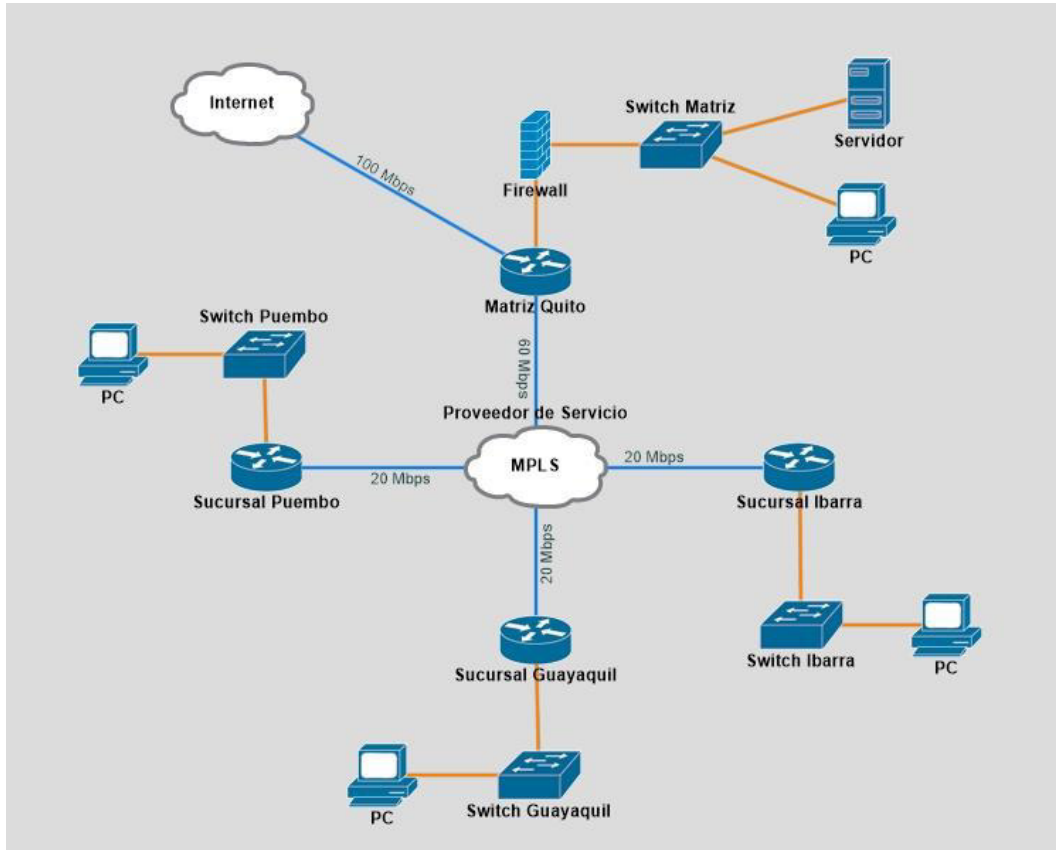 Internet
Switch Matriz
Servidor
100 Mbps
Firewall
PC
Matriz Quito
Switch Puembo
PC
60 Mbps
Proveedor de Servicio
MPLS
20 Mbps
20 Mbps
Sucursal Puembo
Sucursal Ibarra
20 Mbps
Sucursal Guayaquil
Switch Ibarra
PC
PC
Switch Guayaquil